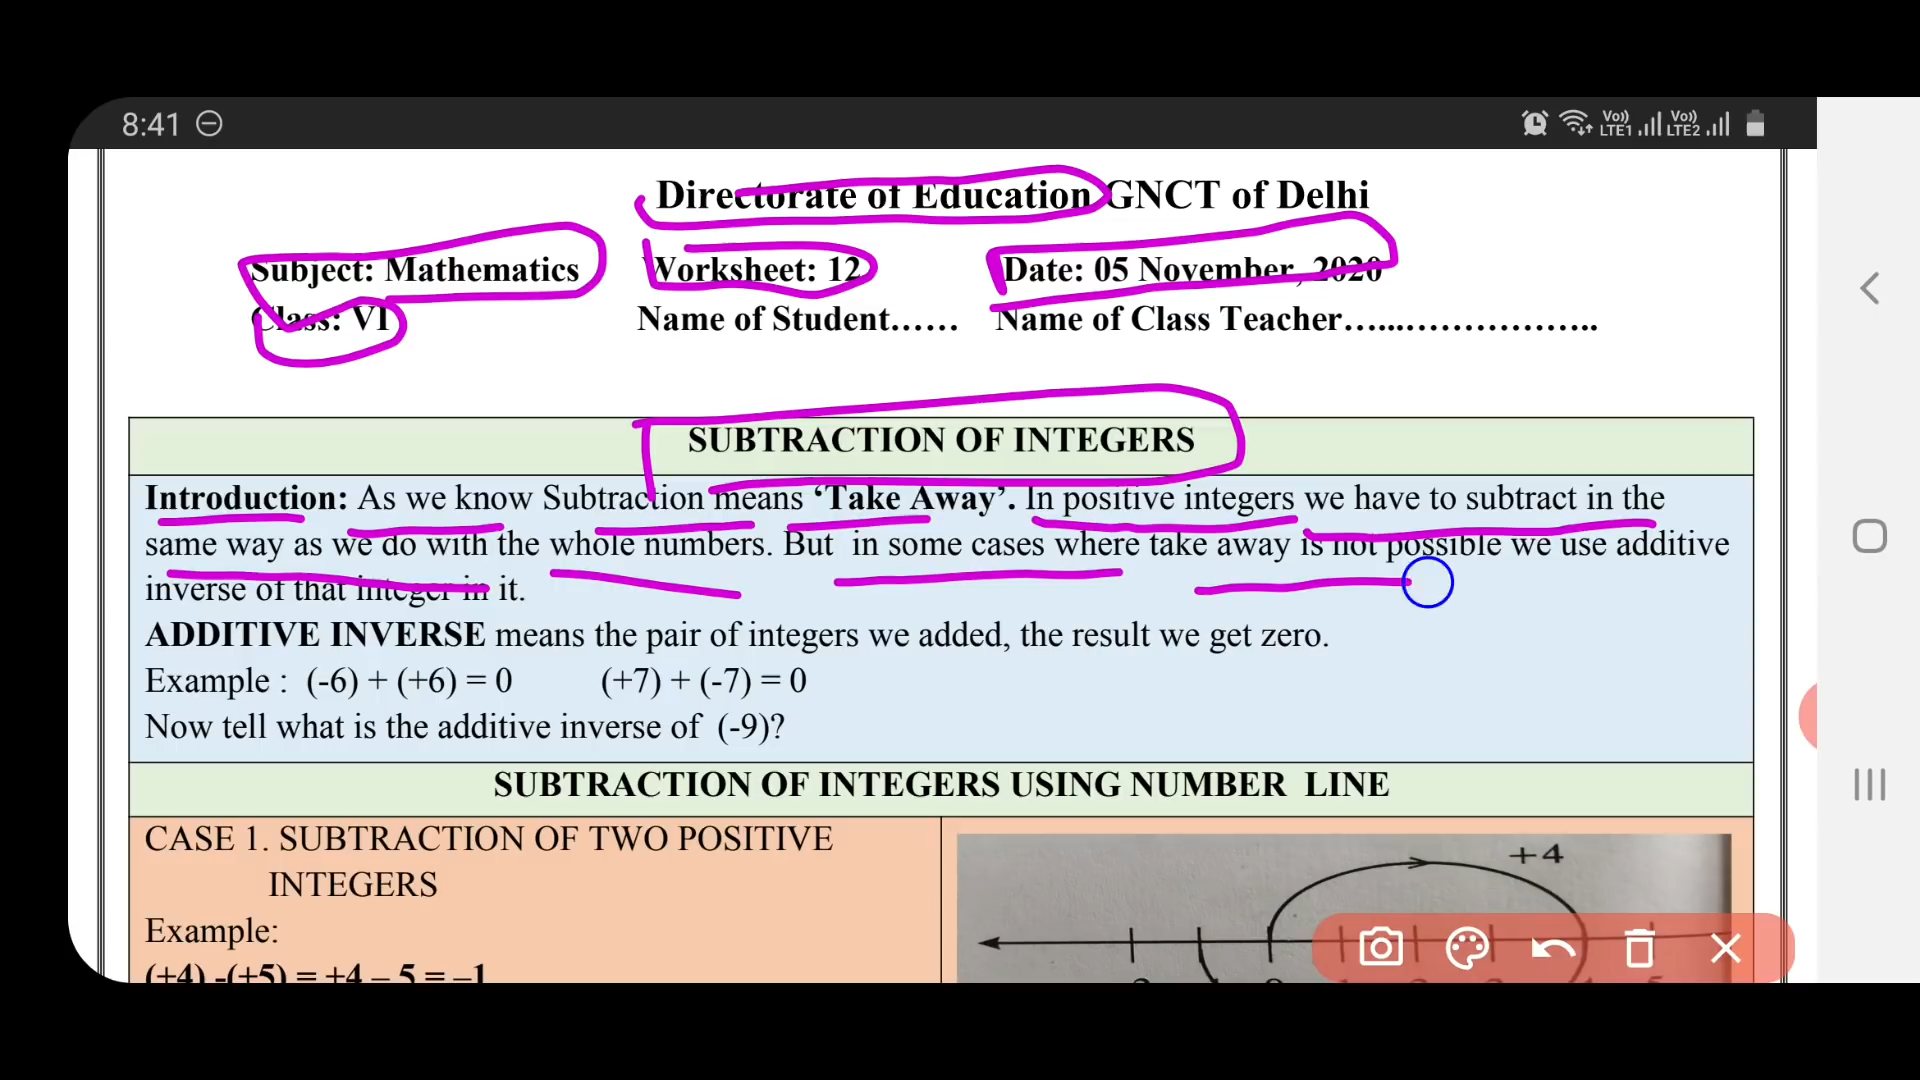 8:41
Vo)) LTE1 Vo)) LTE2
Directorate of Education GNCT of Delhi
Subject: Mathematics Worksheet: 12 Date: 05 November, 2020
Class: VI Name of Student…… Name of Class Teacher…...……………..
SUBTRACTION OF INTEGERS
Introduction: As we know Subtraction means ‘Take Away’. In positive integers we have to subtract in the
same way as we do with the whole numbers. But in some cases where take away is not possible we use additive
inverse of that integer in it.
ADDITIVE INVERSE means the pair of integers we added, the result we get zero.
Example : (-6) + (+6) = 0 (+7) + (-7) = 0
Now tell what is the additive inverse of (-9)?
SUBTRACTION OF INTEGERS USING NUMBER LINE
CASE 1. SUBTRACTION OF TWO POSITIVE
INTEGERS
Example:
(+4) -(+5) = +4 – 5 = –1
+4